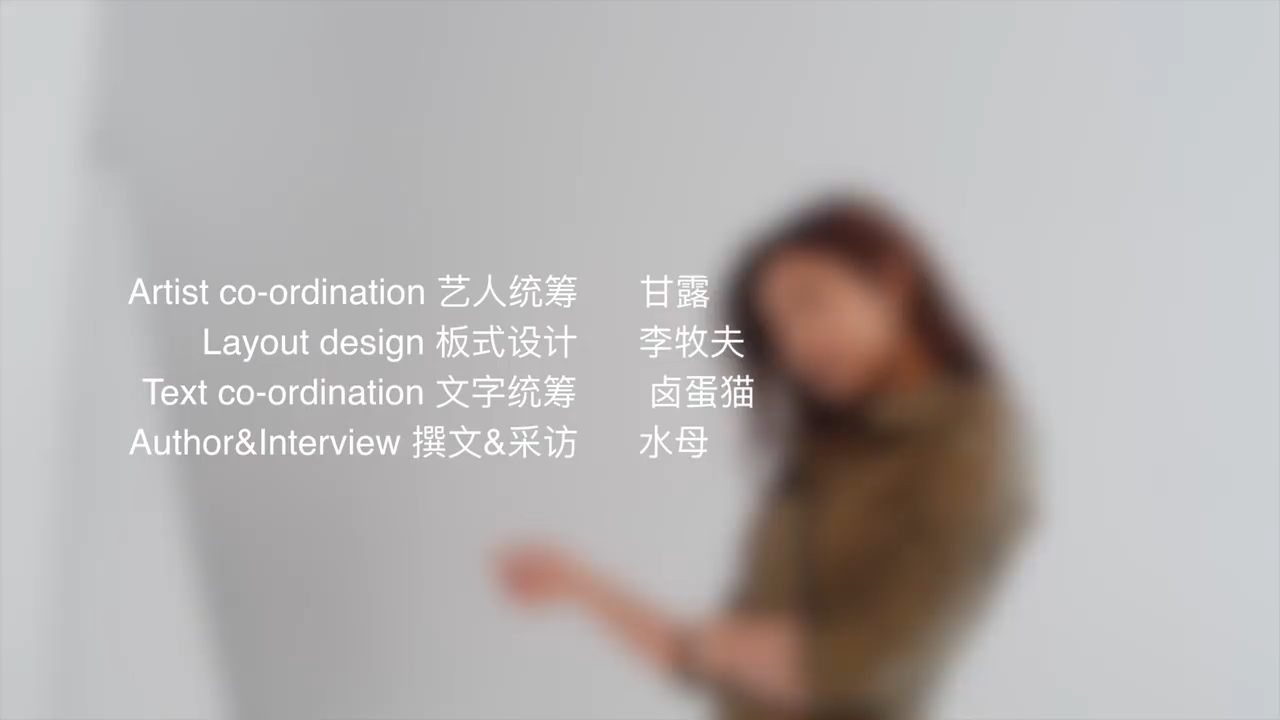 Artist co-ordination 艺人统筹 甘露
Layout design 板式设计 李牧夫
Text co-ordination 文字统筹 卤蛋猫
Author&Interview 撰文&采访 水母